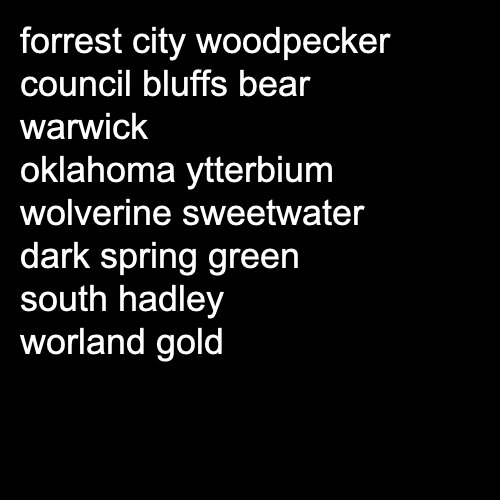 forrest city woodpecker
council bluffs bear
warwick
oklahoma ytterbium
wolverine sweetwater
dark spring green
south hadley
worland gold